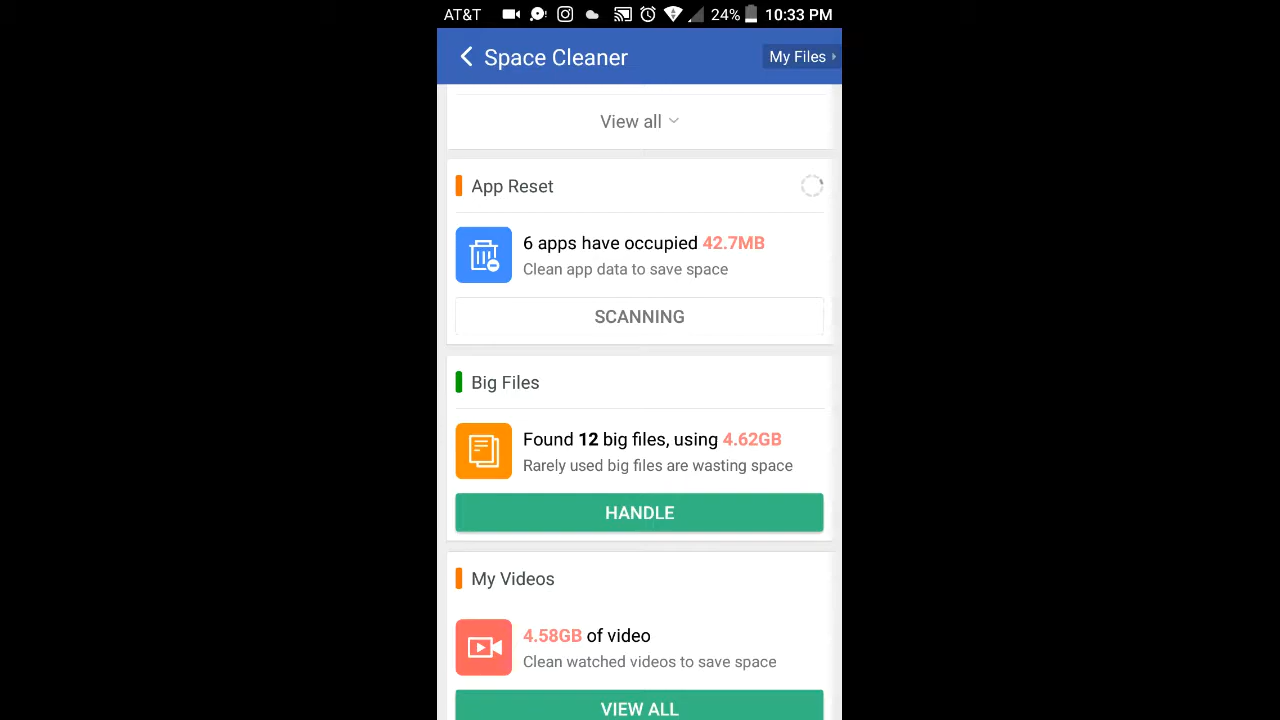 AT&T 24% 10:33 PM
Space Cleaner My Files
View all
App Reset
6 apps have occupied 42.7MB
Clean app data to save space
SCANNING
Big Files
Found 12 big files, using 4.62GB
Rarely used big files are wasting space
HANDLE
My Videos
4.58GB of video
Clean watched videos to save space
VIEW ALL